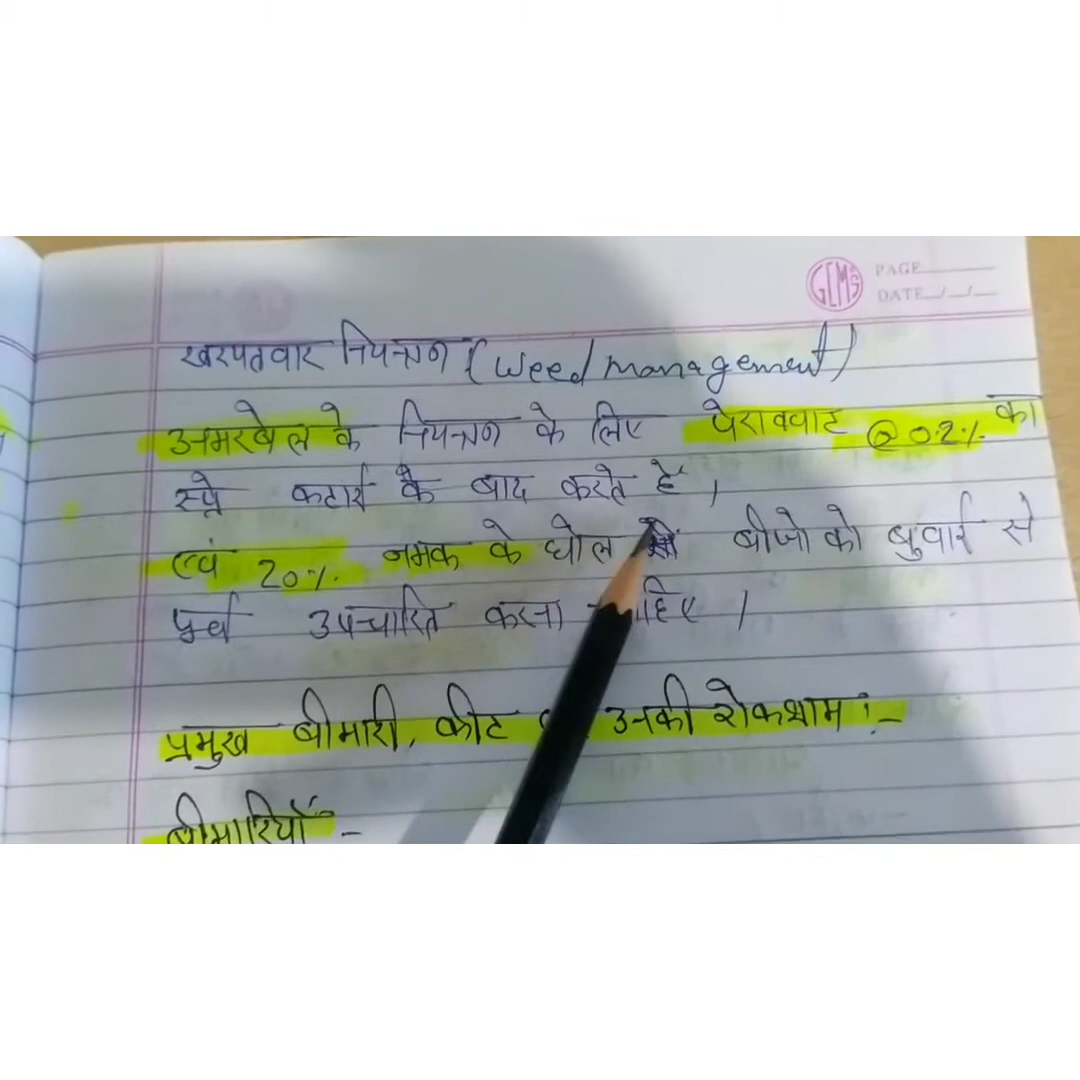 GEMS PAGE
DATE
खरपतवार नियन्त्रण (Weed management)
अमरबेल के नियन्त्रण के लिए पेराक्वाट @ 0.2% का
स्प्रे कटाई के बाद करते हैं ।
एवं 20% नमक के घोल से बीजो को बुवाई से
पूर्व उपचारित करना चाहिए ।
प्रमुख बीमारी, कीट उनकी रोकथाम :-
बीमारियाँ -